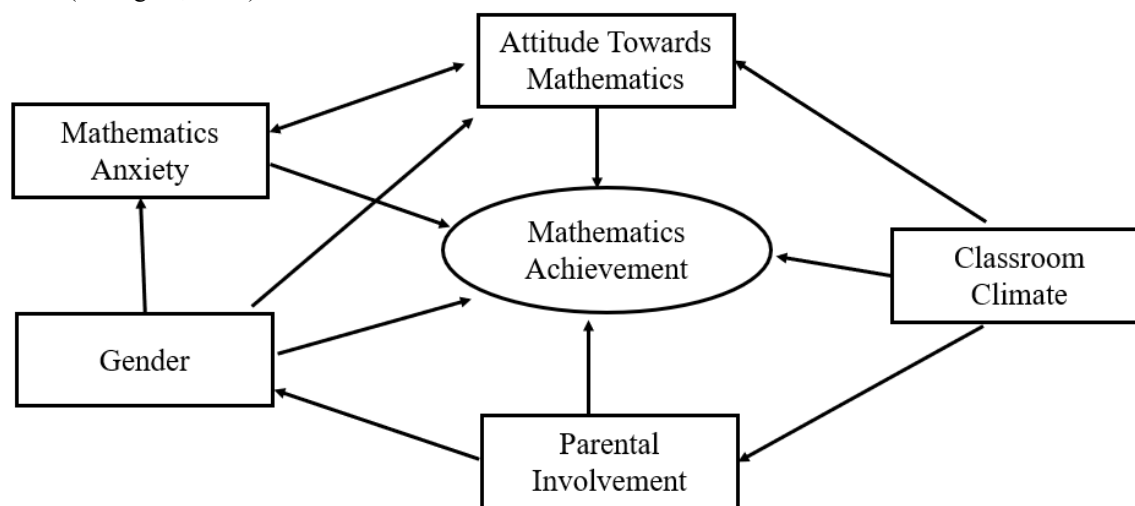 Attitude Towards
Mathematics
Mathematics
Anxiety
Mathematics
Achievement
Classroom
Climate
Gender
Parental
Involvement